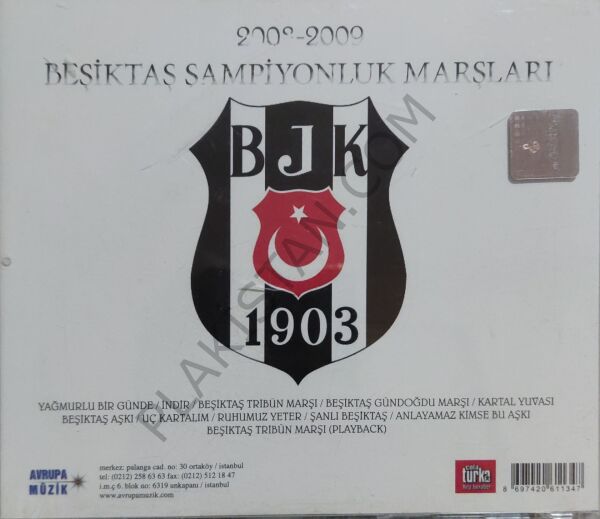 2008-2009
BEŞİKTAŞ ŞAMPİYONLUK MARŞLARI
BJK
1903
YAĞMURLU BİR GÜNDE / İNDİR / BEŞİKTAŞ TRİBÜN MARŞI / BEŞİKTAŞ GÜNDOĞDU MARŞI / KARTAL YUVASI
BEŞİKTAŞ AŞKI / UÇ KARTALIM / RUHUMUZ YETER / ŞANLI BEŞİKTAŞ / ANLAYAMAZ KİMSE BU AŞKI
BEŞİKTAŞ TRİBÜN MARŞI (PLAYBACK)
AVRUPA
MÜZİK
merkez: palanga cad. no: 30 ortaköy / istanbul
tel: (0212) 258 63 63 fax: (0212) 512 18 47
i.m.ç 6. blok no: 6319 unkapanı / istanbul
www.avrupamuzik.com
cola
turka
8 697420 611347
PLAKISTAN.COM